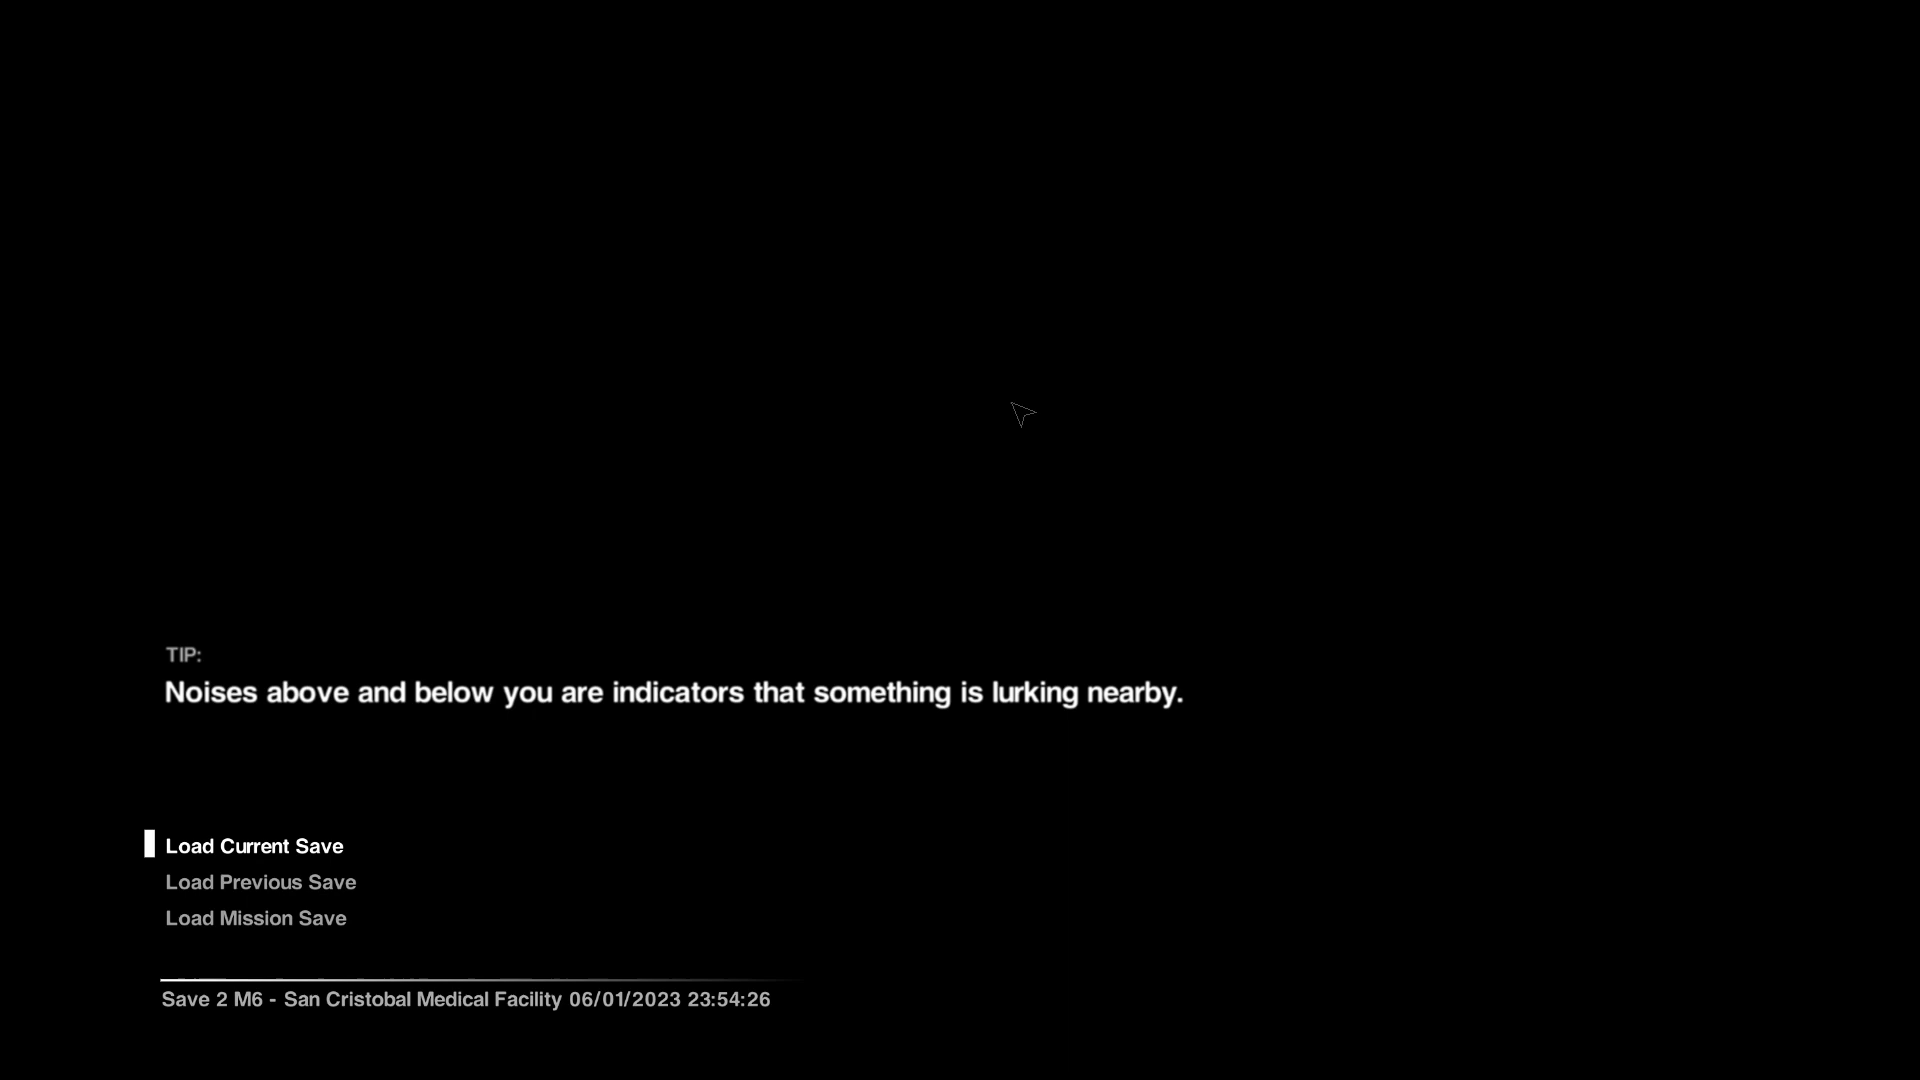 TIP:
Noises above and below you are indicators that something is lurking nearby.
Load Current Save
Load Previous Save
Load Mission Save
Save 2 M6 - San Cristobal Medical Facility 06/01/2023 23:54:26